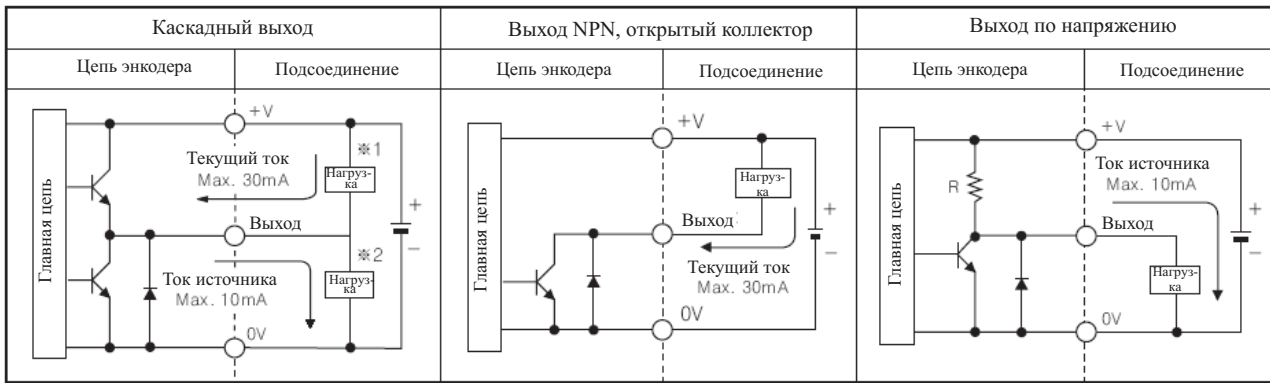 Каскадный выход
Выход NPN, открытый коллектор
Выход по напряжению
Цепь энкодера
Подсоединение
Цепь энкодера
Подсоединение
Цепь энкодера
Подсоединение
Главная цепь
+V
※1
Текущий ток
Max. 30mA
Нагруз-
ка
Выход
※2
Ток источника
Max. 10mA
Нагруз-
ка
+
−
0V
Главная цепь
+V
Нагруз-
ка
Выход
Текущий ток
Max. 30mA
+
−
0V
Главная цепь
+V
R
Ток источника
Max. 10mA
Выход
Нагруз-
ка
+
−
0V